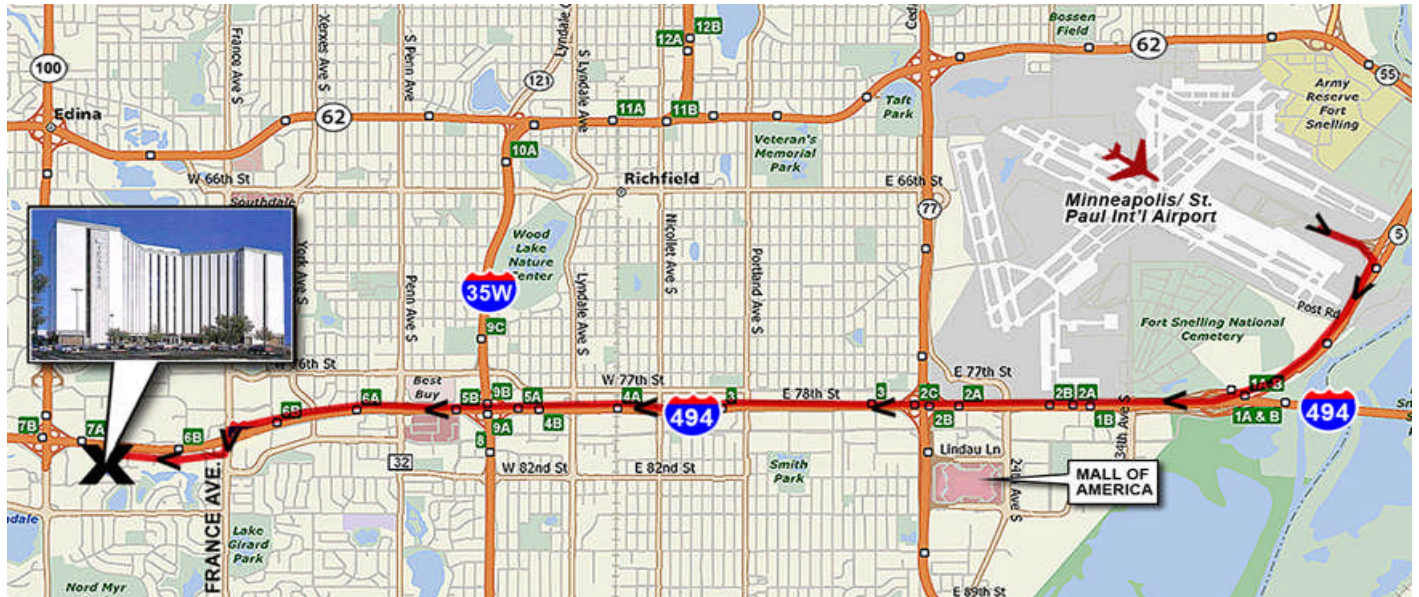 100
Edina
France Ave S
Xerxes Ave S
S Penn Ave
62
121
S Lyndale Ave
12A
12B
11A
11B
10A
Bossen
Field
62
55
Army
Reserve
Fort
Snelling
Taft
Park
Veteran's
Memorial
Park
W 66th St
Richfield
E 66th St
Southdale
77
Minneapolis/ St.
Paul Int'l Airport
5
York Ave S
Wood
Lake
Nature
Center
Nicollet Ave S
Portland Ave S
Penn Ave S
Lyndale Ave S
35W
9C
Post Rd
Fort Snelling National
Cemetery
Best
Buy
W 77th St
E 77th St
E 78th St
7B
7A
6B
6B
6A
5B
9B
9A
8
5A
4B
4A
494
3
3
2C
2B
2A
2B
2A
1B
34th Ave S
1A & B
494
FRANCE AVE.
32
W 82nd St
E 82nd St
Smith
Park
Lindau Ln
24th Ave S
MALL OF
AMERICA
Lake
Girard
Park
Nord Myr
E 89th St